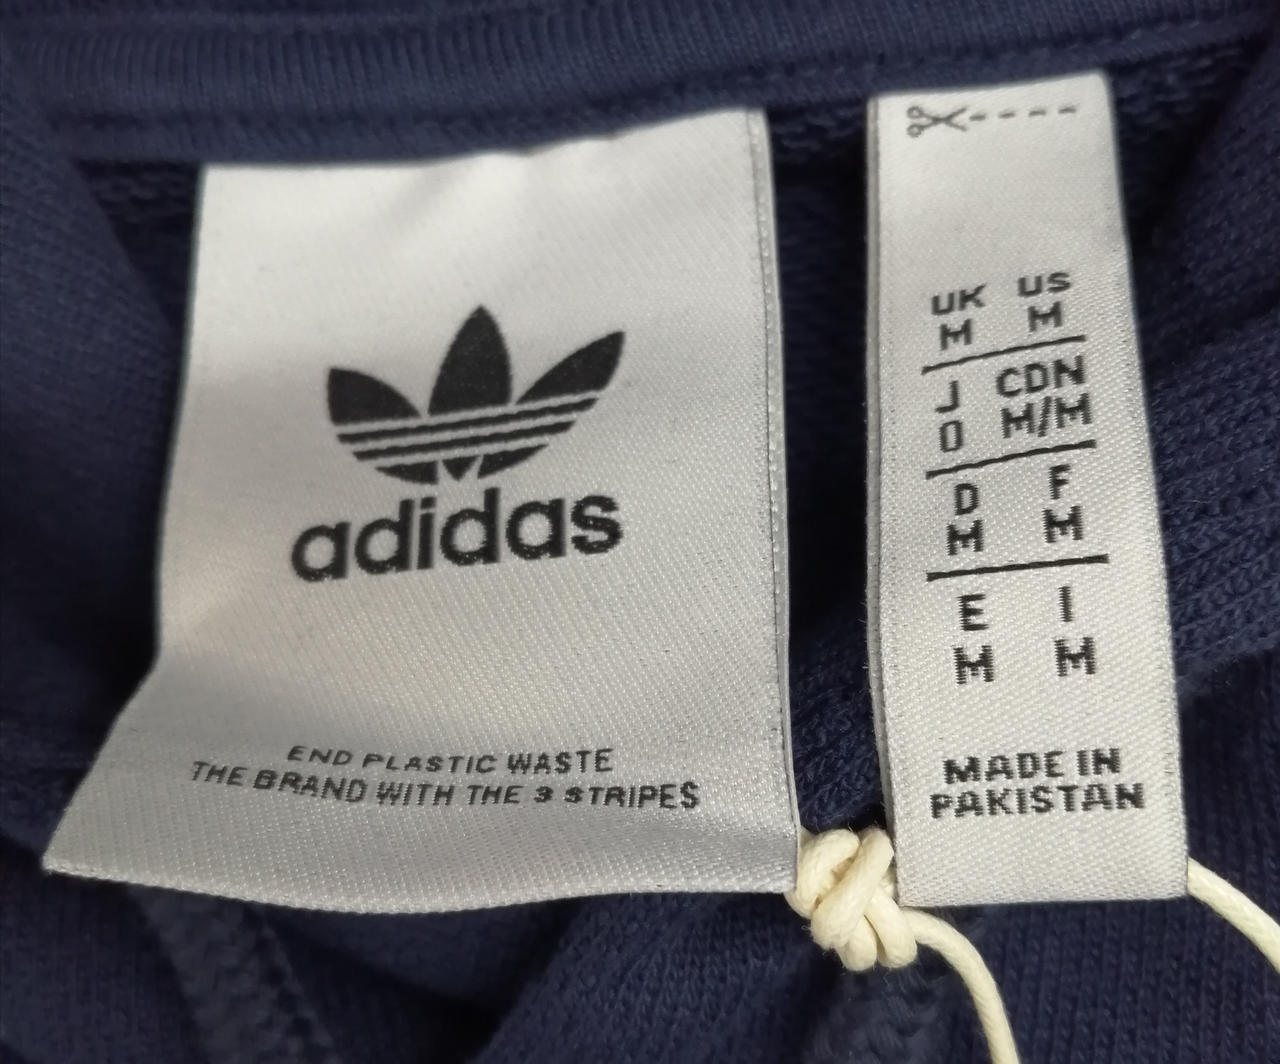 adidas
END PLASTIC WASTE
THE BRAND WITH THE 3 STRIPES
UK US
M M
J CDN
O M/M
D F
M M
E I
M M
MADE IN
PAKISTAN